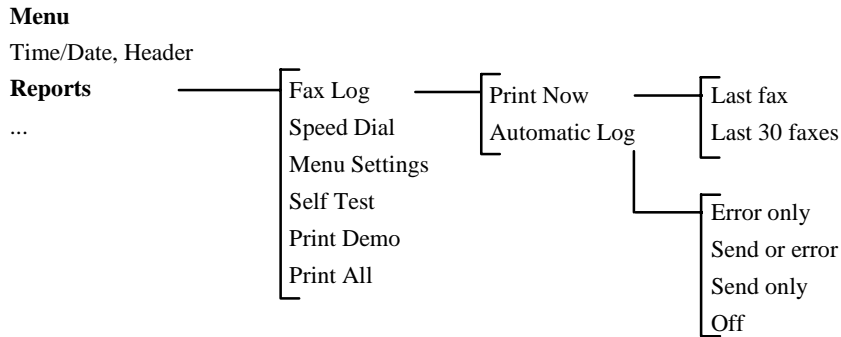 Menu
Time/Date, Header
Reports
...
Fax Log
Speed Dial
Menu Settings
Self Test
Print Demo
Print All
Print Now
Automatic Log
Last fax
Last 30 faxes
Error only
Send or error
Send only
Off